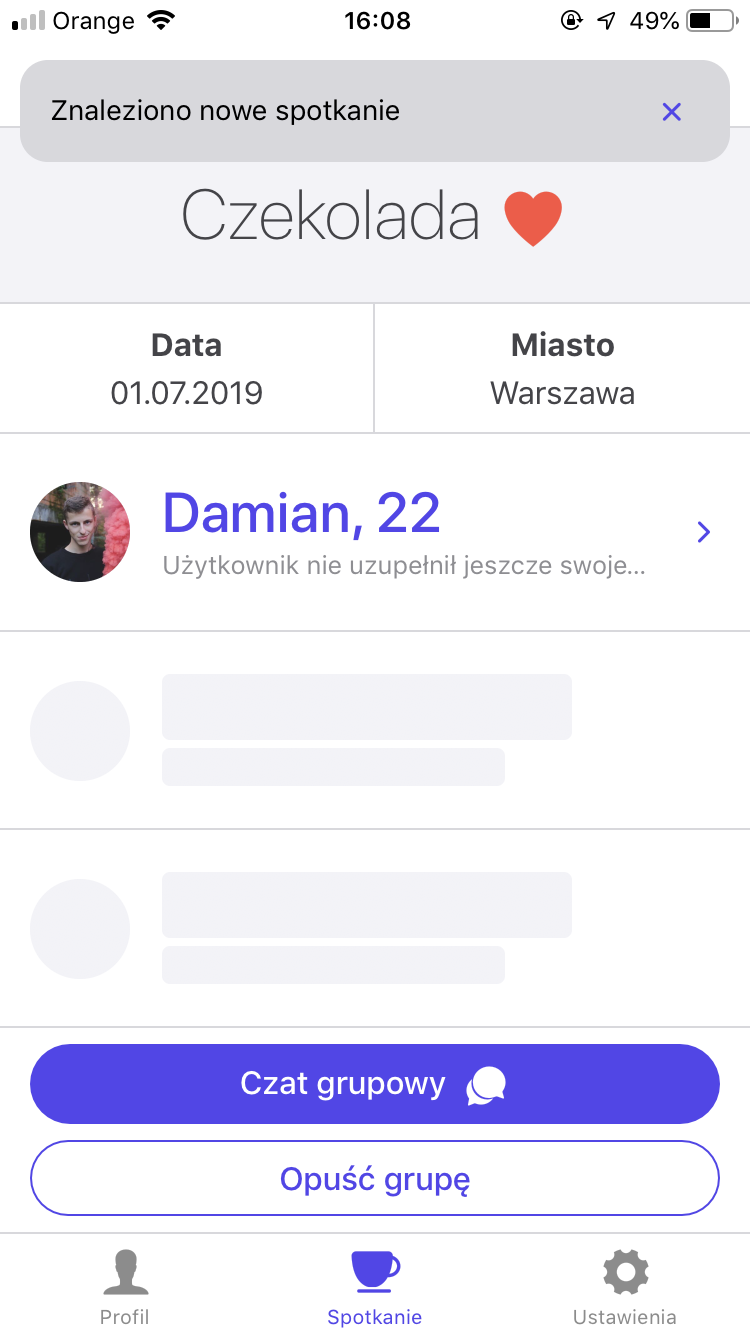 Orange 16:08 49%
Znaleziono nowe spotkanie
Czekolada ❤️
Data
01.07.2019
Miasto
Warszawa
Damian, 22
Użytkownik nie uzupełnił jeszcze swoje...
Czat grupowy
Opuść grupę
Profil
Spotkanie
Ustawienia